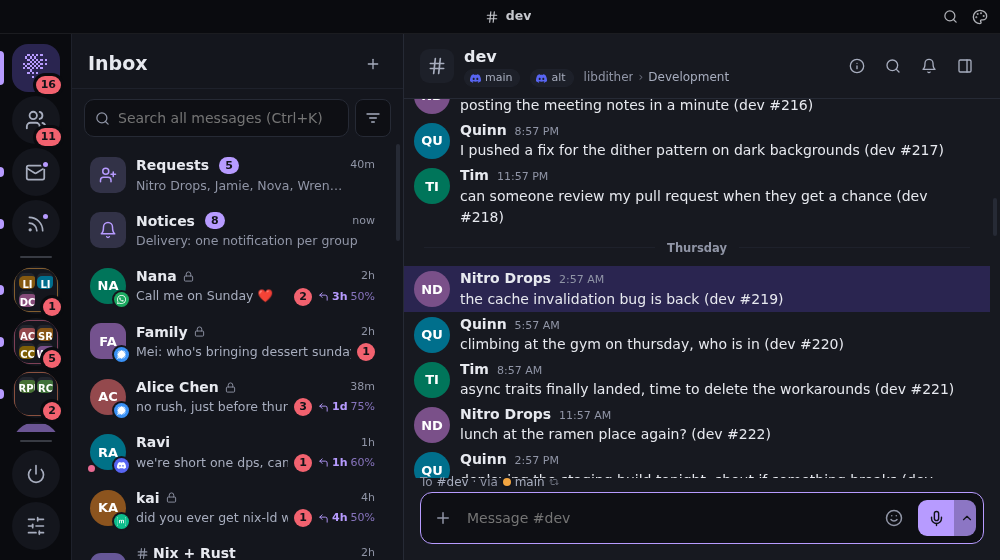 # dev
16
11
1
5
2
LI LI
DC
AC SR
CC
RP RC
Inbox
Search all messages (Ctrl+K)
Requests 5 40m
Nitro Drops, Jamie, Nova, Wren...
Notices 8 now
Delivery: one notification per group
NA Nana 2h
Call me on Sunday ❤️ 2 3h 50%
FA Family 2h
Mei: who's bringing dessert sunda 1
AC Alice Chen 38m
no rush, just before thur 3 1d 75%
RA Ravi 1h
we're short one dps, can 1 1h 60%
KA kai 4h
did you ever get nix-ld w 1 4h 50%
# Nix + Rust 2h
# dev
main alt libdither › Development
posting the meeting notes in a minute (dev #216)
QU Quinn 8:57 PM
I pushed a fix for the dither pattern on dark backgrounds (dev #217)
TI Tim 11:57 PM
can someone review my pull request when they get a chance (dev
#218)
Thursday
ND Nitro Drops 2:57 AM
the cache invalidation bug is back (dev #219)
QU Quinn 5:57 AM
climbing at the gym on thursday, who is in (dev #220)
TI Tim 8:57 AM
async traits finally landed, time to delete the workarounds (dev #221)
ND Nitro Drops 11:57 AM
lunch at the ramen place again? (dev #222)
QU Quinn 2:57 PM
To #dev · via main
Message #dev